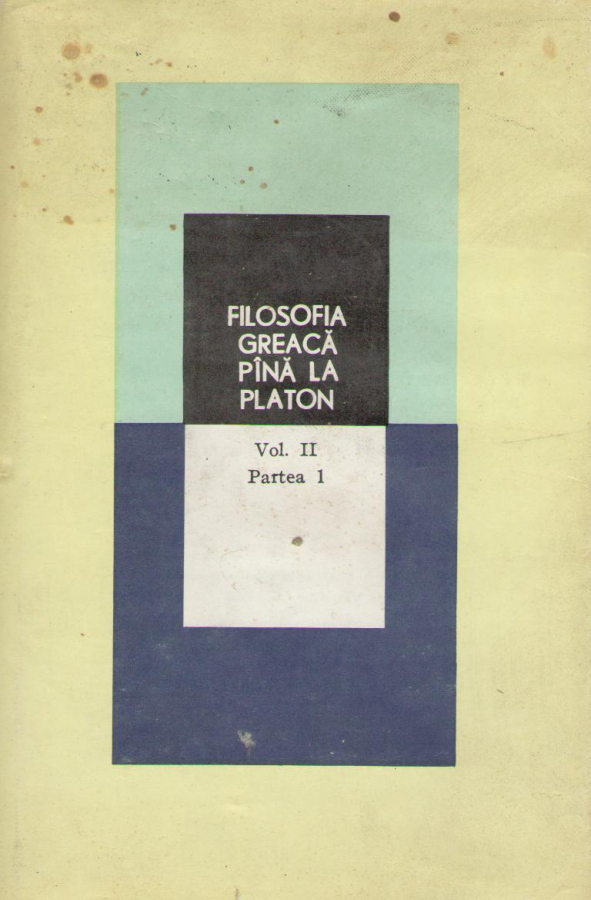 FILOSOFIA
GREACĂ
PÎNĂ LA
PLATON
Vol. II
Partea 1